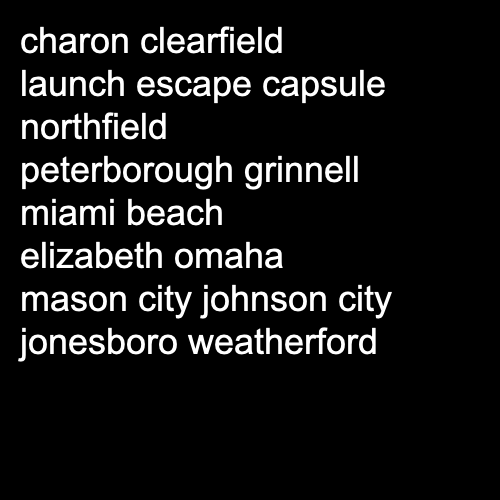 charon clearfield
launch escape capsule
northfield
peterborough grinnell
miami beach
elizabeth omaha
mason city johnson city
jonesboro weatherford